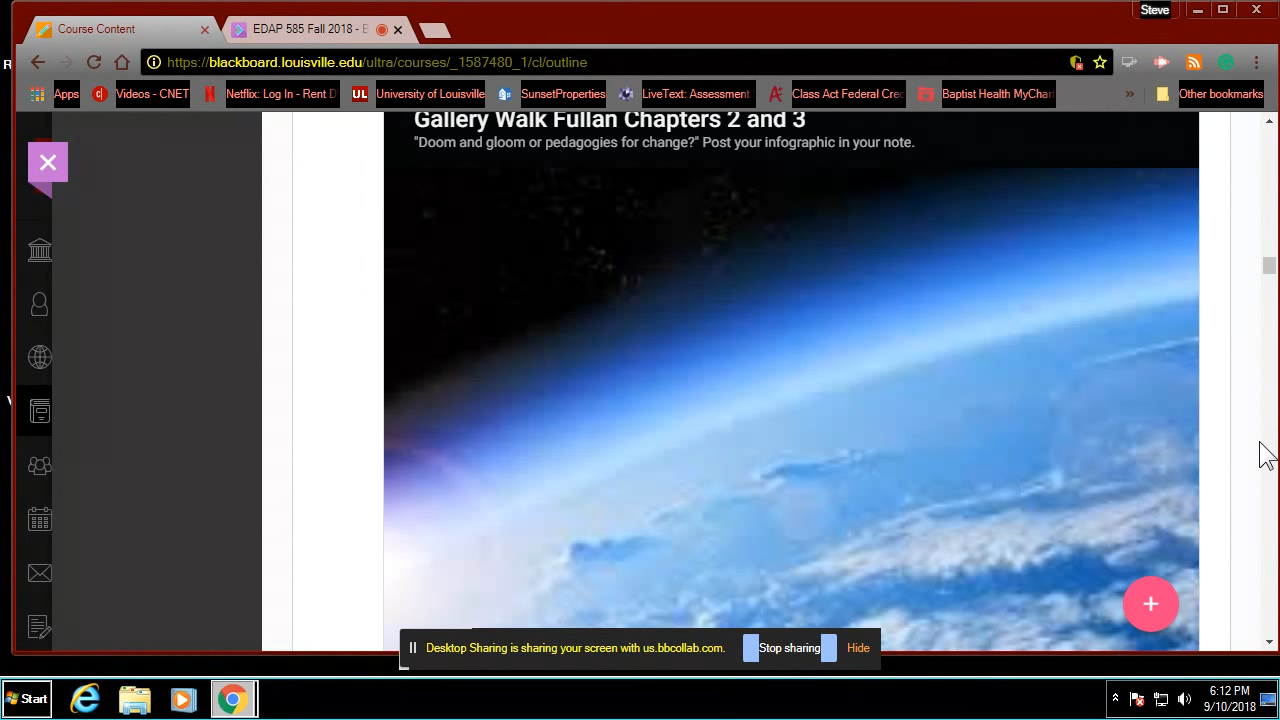 Steve
Course Content
EDAP 585 Fall 2018 - B
https://blackboard.louisville.edu/ultra/courses/_1587480_1/cl/outline
Apps
Videos - CNET
Netflix: Log In - Rent D
UL University of Louisville
SunsetProperties
LiveText: Assessment
Class Act Federal Cre
Baptist Health MyChar
»
Other bookmarks
Gallery Walk Fullan Chapters 2 and 3
"Doom and gloom or pedagogies for change?" Post your infographic in your note.
Desktop Sharing is sharing your screen with us.bbcollab.com.
Stop sharing
Hide
Start
6:12 PM
9/10/2018